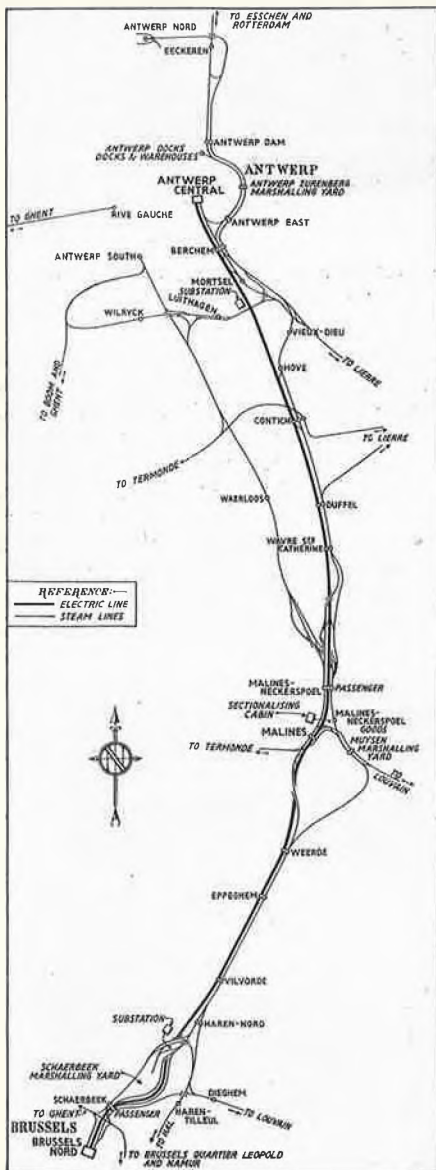 TO ESSCHEN AND
ROTTERDAM
ANTWERP NORD
EECKEREN
ANTWERP DAM
ANTWERP DOCKS
DOCKS & WAREHOUSES
ANTWERP
ANTWERP ZURENBERG
MARSHALLING YARD
ANTWERP
CENTRAL
TO GHENT
RIVE GAUCHE
ANTWERP EAST
BERCHEM
ANTWERP SOUTH
MORTSEL
SUBSTATION
LUITHAGEN
WILRYCK
VIEUX-DIEU
TO LIERRE
HOVE
TO BOOM AND
GHENT
CONTICH
TO LIERRE
TO TERMONDE
WAERLOOS
DUFFEL
WAVRE STE
CATHERINE
REFERENCE:—
ELECTRIC LINE
STEAM LINES
MALINES-
NECKERSPOEL
PASSENGER
SECTIONALISING
CABIN
MALINES-
NECKERSPOEL
GOODS
MALINES
MUYSEN
MARSHALLING
YARD
TO TERMONDE
TO
LOUVAIN
WEERDE
EPPEGHEM
VILVORDE
SUBSTATION
HAREN-NORD
SCHAERBEEK
MARSHALLING YARD
SCHAERBEEK
DIEGHEM
TO GHENT
PASSENGER
HAREN-
TILLEUL
TO LOUVAIN
BRUSSELS
BRUSSELS
NORD
TO HAL
TO BRUSSELS QUARTIER LEOPOLD
AND NAMUR